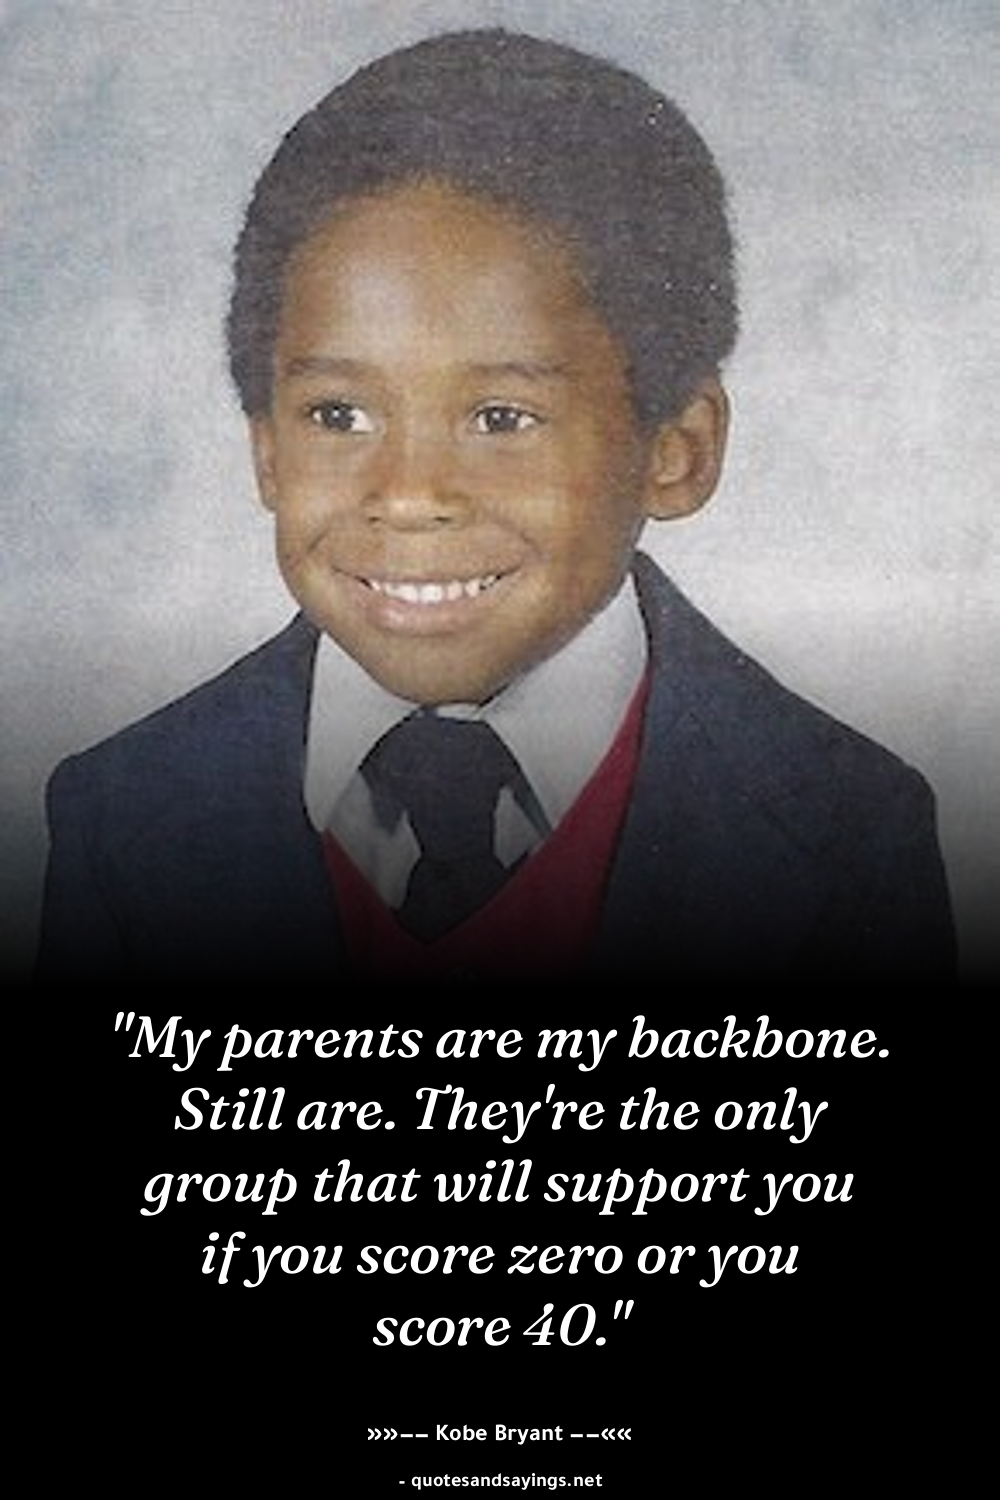 "My parents are my backbone.
Still are. They're the only
group that will support you
if you score zero or you
score 40."
»»–– Kobe Bryant ––««
- quotesandsayings.net